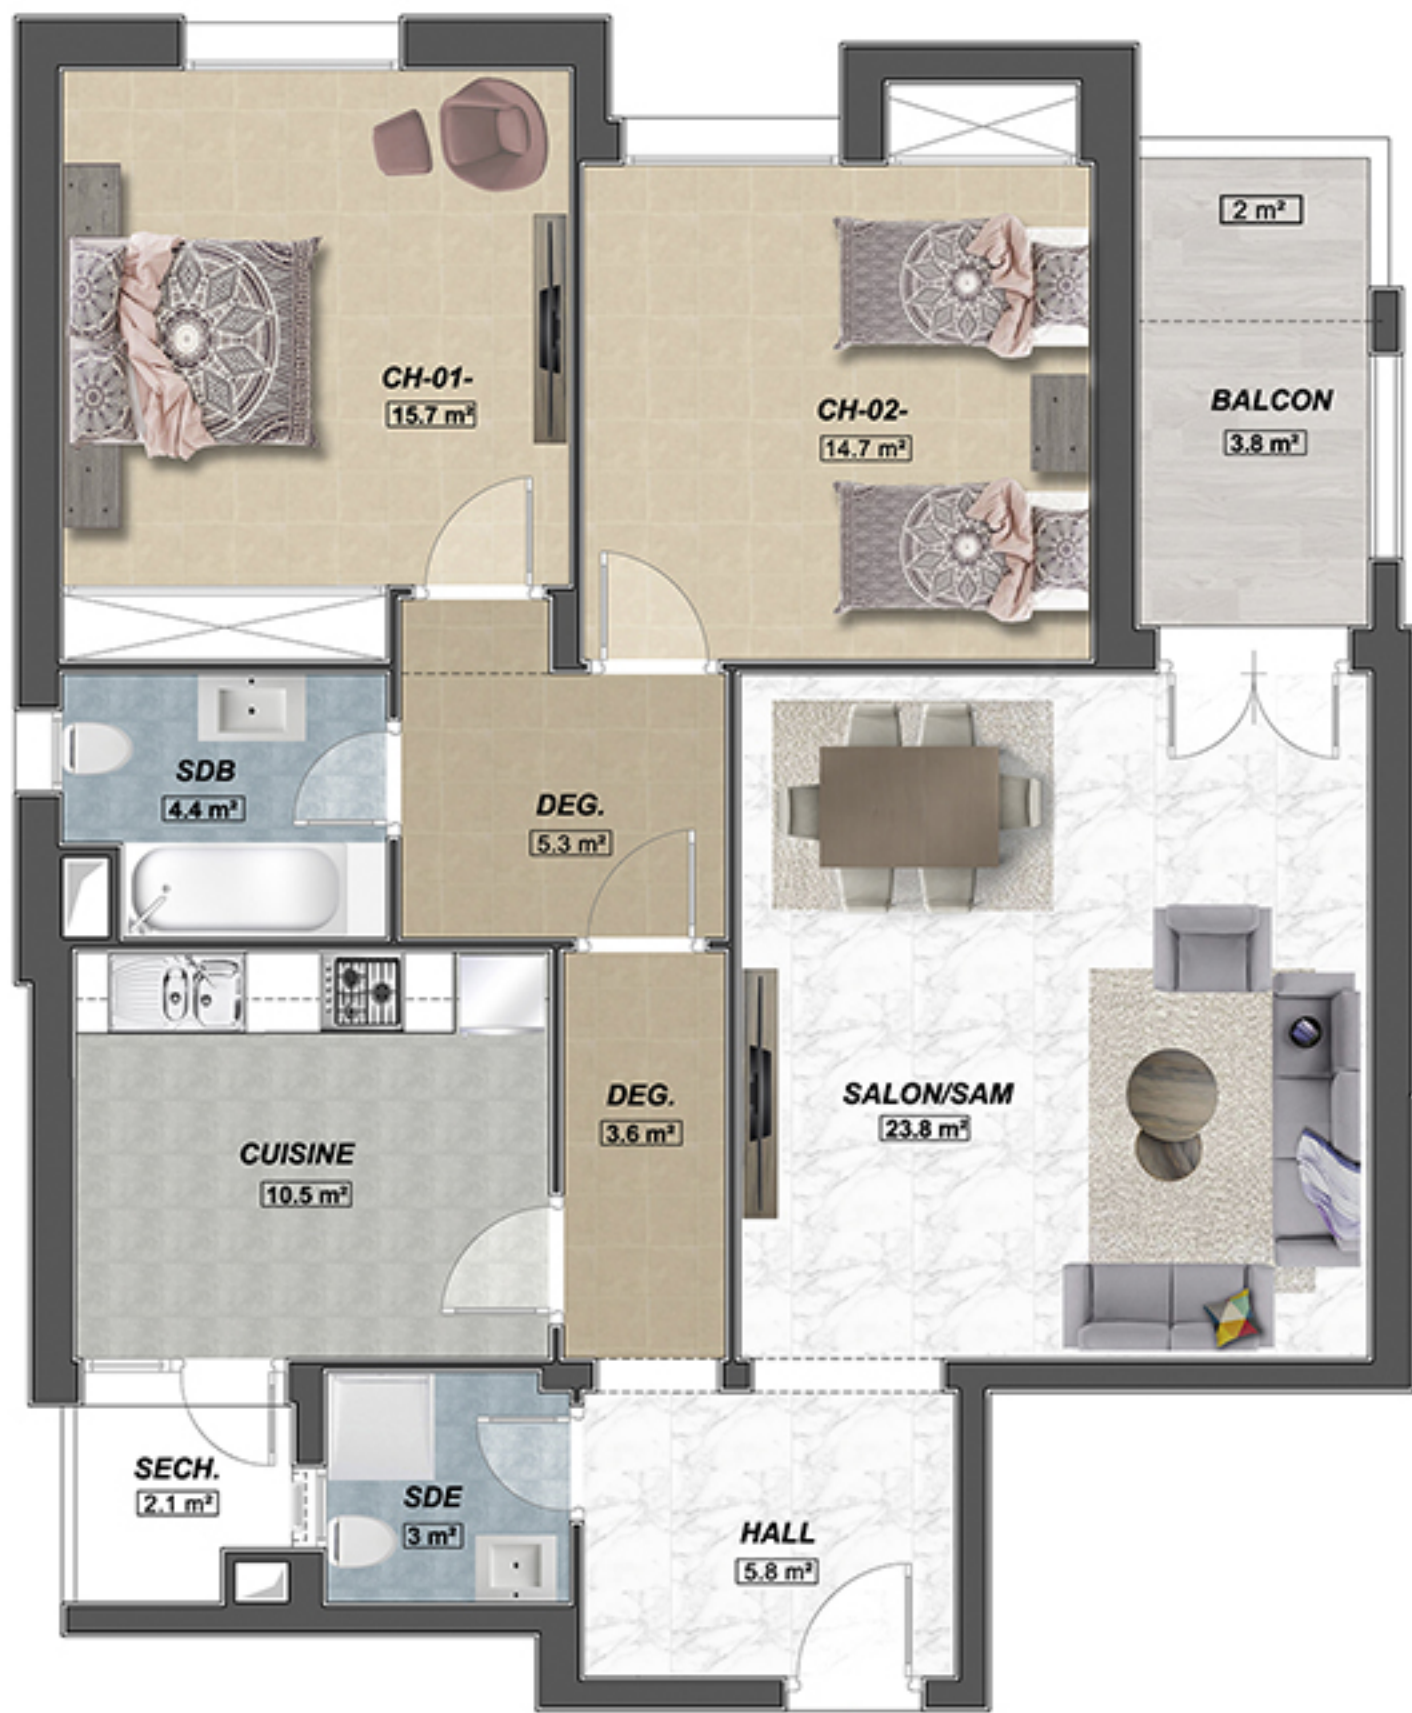 2 m²
CH-01-
15.7 m²
CH-02-
14.7 m²
BALCON
3.8 m²
SDB
4.4 m²
DEG.
5.3 m²
DEG.
3.6 m²
SALON/SAM
23.8 m²
CUISINE
10.5 m²
SECH.
2.1 m²
SDE
3 m²
HALL
5.8 m²